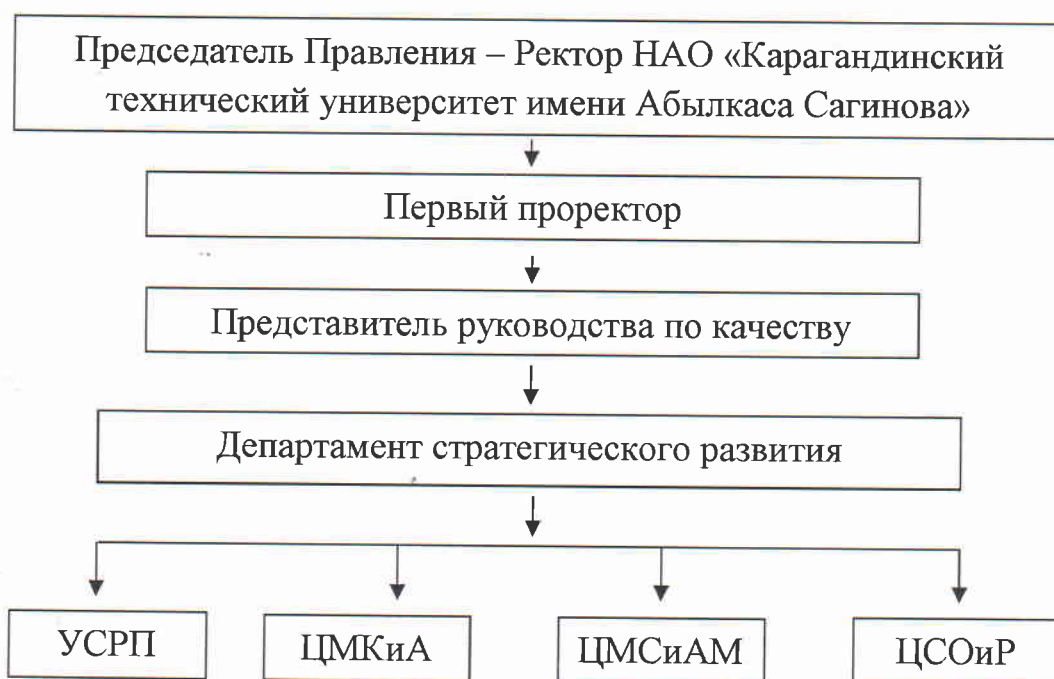 Председатель Правления – Ректор НАО «Карагандинский
технический университет имени Абылкаса Сагинова»
Первый проректор
Представитель руководства по качеству
Департамент стратегического развития
УСРП
ЦМКиА
ЦМСиАМ
ЦСОиР